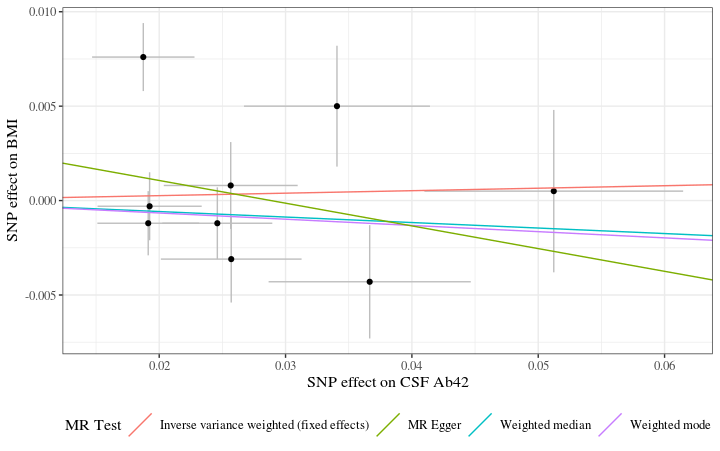 0.010
0.005
0.000
-0.005
SNP effect on BMI
0.02 0.03 0.04 0.05 0.06
SNP effect on CSF Ab42
MR Test Inverse variance weighted (fixed effects) MR Egger Weighted median Weighted mode